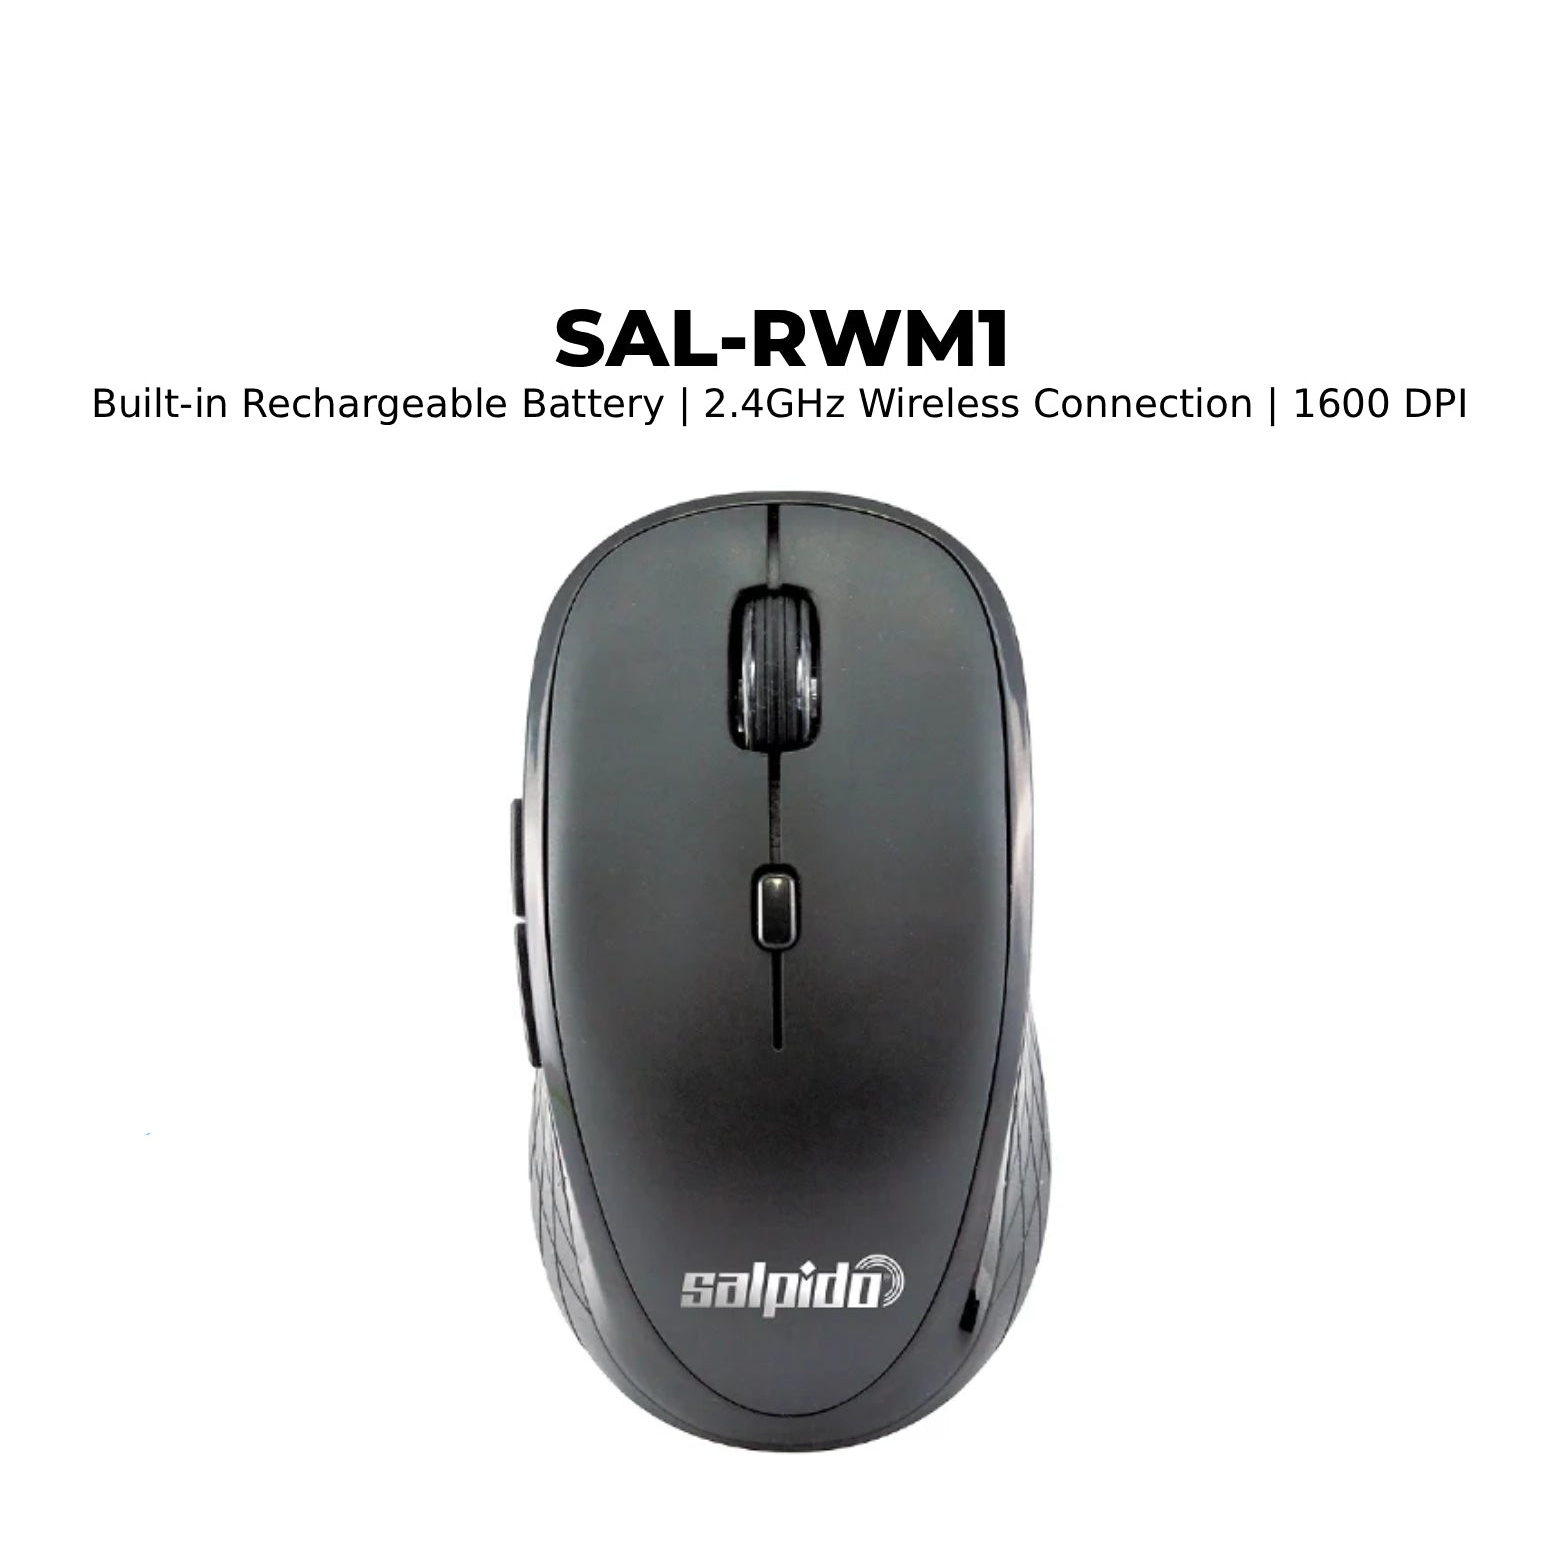 SAL-RWM1
Built-in Rechargeable Battery | 2.4GHz Wireless Connection | 1600 DPI
salpido